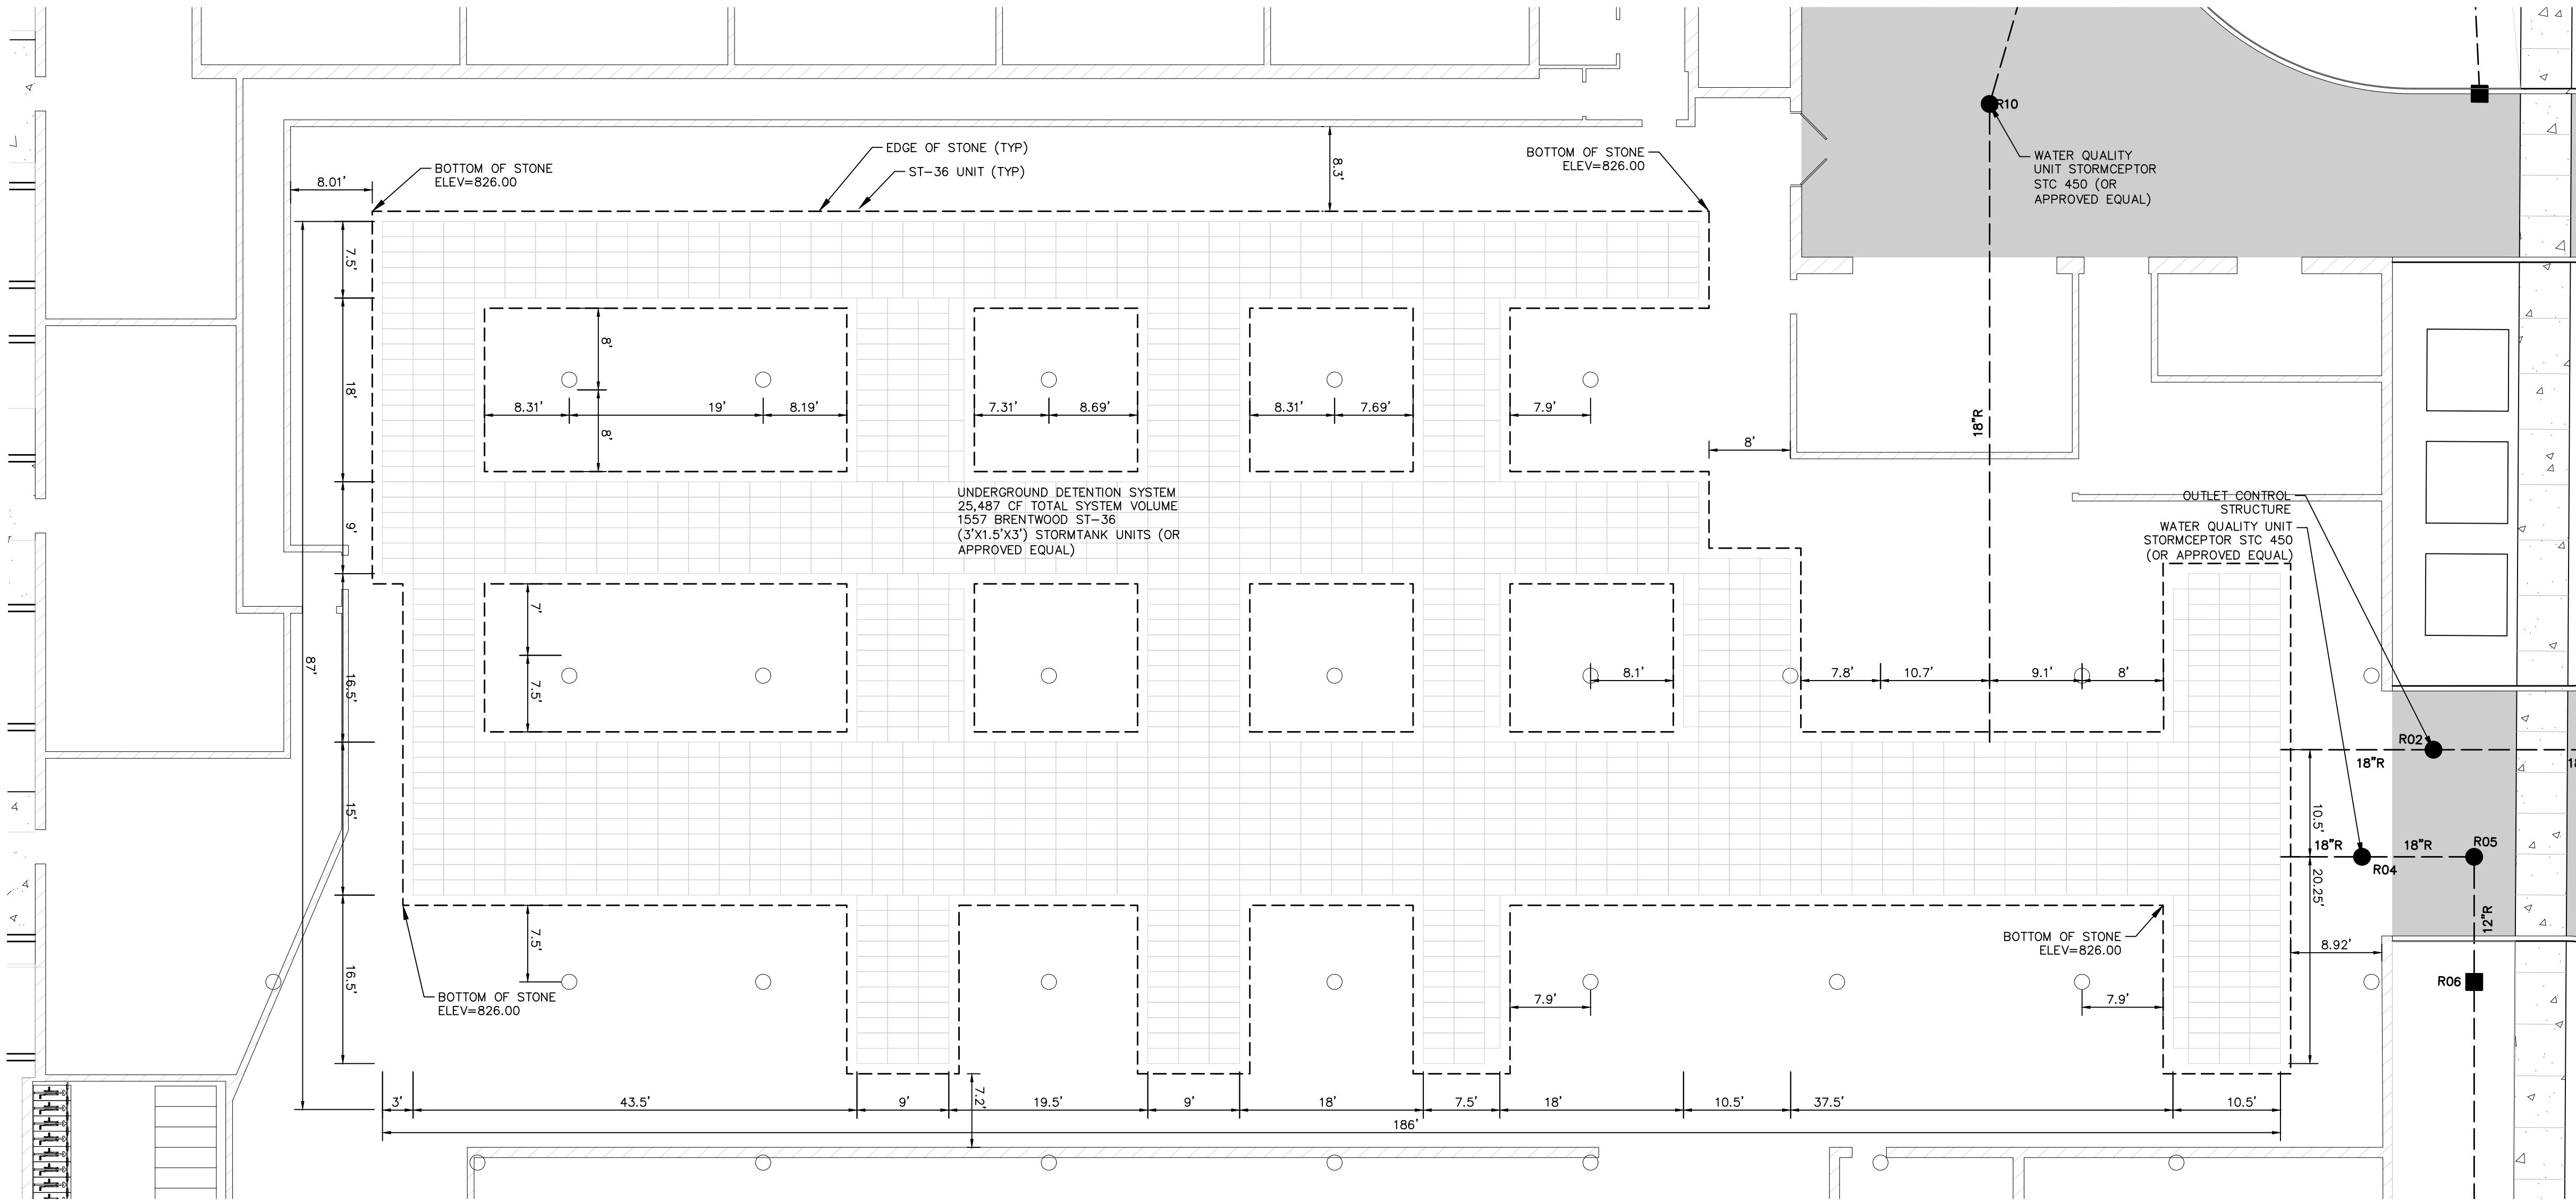 R10
EDGE OF STONE (TYP)
BOTTOM OF STONE
ELEV=826.00
ST-36 UNIT (TYP)
8.3'
BOTTOM OF STONE
ELEV=826.00
WATER QUALITY
UNIT STORMCEPTOR
STC 450 (OR
APPROVED EQUAL)
8.01'
7.5'
18'
9'
87'
16.5'
15'
16.5'
8'
8'
8.31'
19'
8.19'
7.31'
8.69'
8.31'
7.69'
7.9'
8'
18"R
UNDERGROUND DETENTION SYSTEM
25,487 CF TOTAL SYSTEM VOLUME
1557 BRENTWOOD ST-36
(3'X1.5'X3') STORMTANK UNITS (OR
APPROVED EQUAL)
OUTLET CONTROL
STRUCTURE
WATER QUALITY UNIT
STORMCEPTOR STC 450
(OR APPROVED EQUAL)
7'
7.5'
8.1'
7.8'
10.7'
9.1'
8'
R02
18"R
18
10.5'
18"R
18"R
R05
R04
20.25'
12"R
7.5'
BOTTOM OF STONE
ELEV=826.00
8.92'
R06
BOTTOM OF STONE
ELEV=826.00
7.9'
7.9'
7.2'
3'
43.5'
9'
19.5'
9'
18'
7.5'
18'
10.5'
37.5'
10.5'
186'